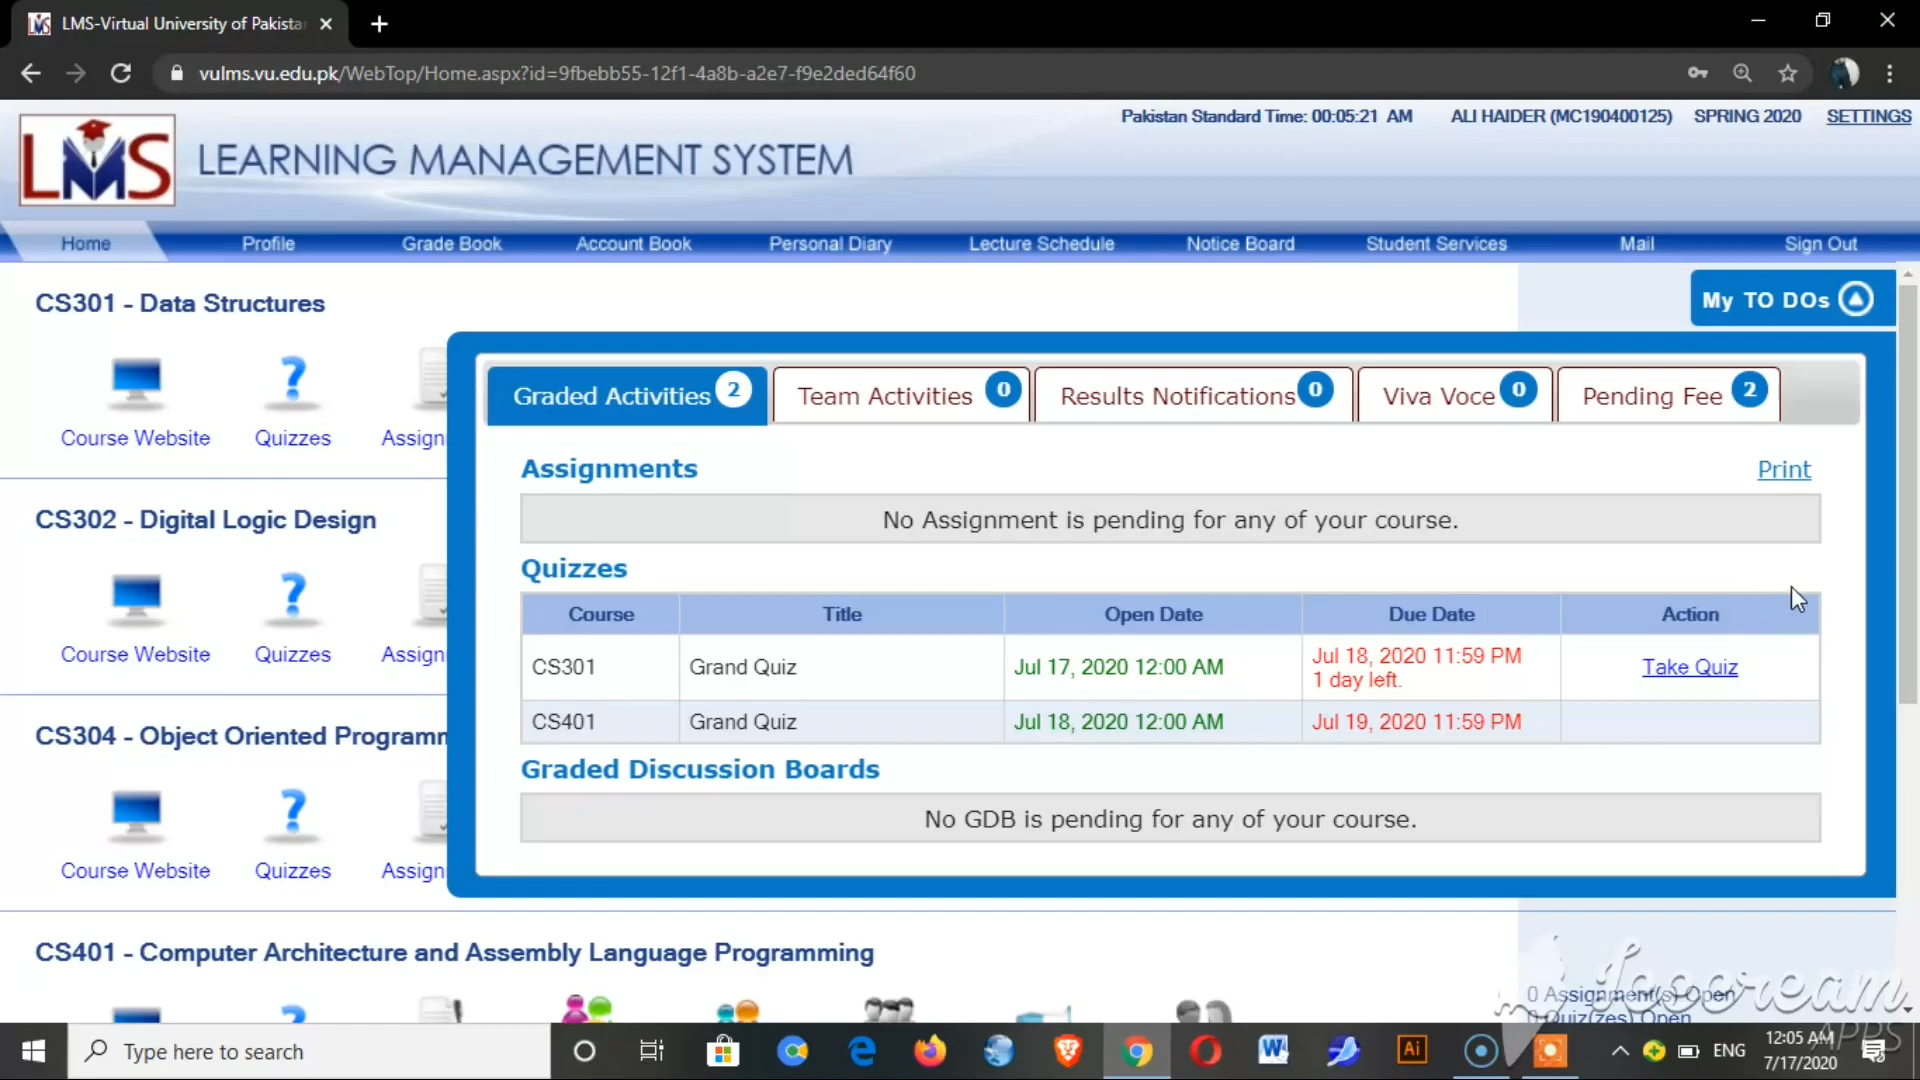 LMS-Virtual University of Pakista
vulms.vu.edu.pk/WebTop/Home.aspx?id=9fbebb55-12f1-4a8b-a2e7-f9e2ded64f60
Pakistan Standard Time: 00:05:21 AM ALI HAIDER (MC190400125) SPRING 2020 SETTINGS
LMS LEARNING MANAGEMENT SYSTEM
Home Profile Grade Book Account Book Personal Diary Lecture Schedule Notice Board Student Services Mail Sign Out
CS301 - Data Structures
My TO DOs
Course Website Quizzes Assign
Graded Activities 2 Team Activities 0 Results Notifications 0 Viva Voce 0 Pending Fee 2
Assignments Print
No Assignment is pending for any of your course.
Quizzes
Course Title Open Date Due Date Action
CS301 Grand Quiz Jul 17, 2020 12:00 AM Jul 18, 2020 11:59 PM Take Quiz
1 day left.
CS401 Grand Quiz Jul 18, 2020 12:00 AM Jul 19, 2020 11:59 PM
Graded Discussion Boards
No GDB is pending for any of your course.
CS302 - Digital Logic Design
Course Website Quizzes Assign
CS304 - Object Oriented Programm
Course Website Quizzes Assign
CS401 - Computer Architecture and Assembly Language Programming
0 Assignment(s) Open
0 Quiz(zes) Open
APPS
Type here to search
W
Ai
ENG
12:05 AM
7/17/2020